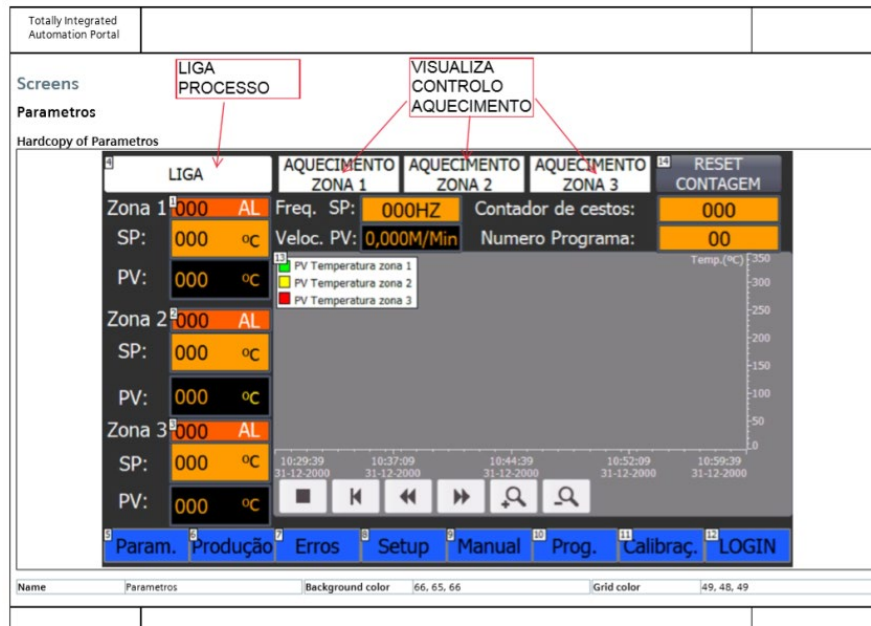 Totally Integrated
Automation Portal
Screens
Parametros
Hardcopy of Parametros
LIGA
PROCESSO
VISUALIZA
CONTROLO
AQUECIMENTO
4
LIGA
AQUECIMENTO
ZONA 1
AQUECIMENTO
ZONA 2
AQUECIMENTO
ZONA 3
14
RESET
CONTAGEM
Zona 1 1 000 AL
SP: 000 ºC
PV: 000 ºC
Zona 2 2 000 AL
SP: 000 ºC
PV: 000 ºC
Zona 3 3 000 AL
SP: 000 ºC
PV: 000 ºC
Freq. SP: 000HZ Contador de cestos: 000
Veloc. PV: 0,000M/Min Numero Programa: 00
13
PV Temperatura zona 1
PV Temperatura zona 2
PV Temperatura zona 3
Temp.(ºC)
350
300
250
200
150
100
50
0
10:29:39 10:37:09 10:44:39 10:52:09 10:59:39
31-12-2000 31-12-2000 31-12-2000 31-12-2000 31-12-2000
5 Param. 6 Produção 7 Erros 8 Setup 9 Manual 10 Prog. 11 Calibraç. 12 LOGIN
Name Parametros Background color 66, 65, 66 Grid color 49, 48, 49